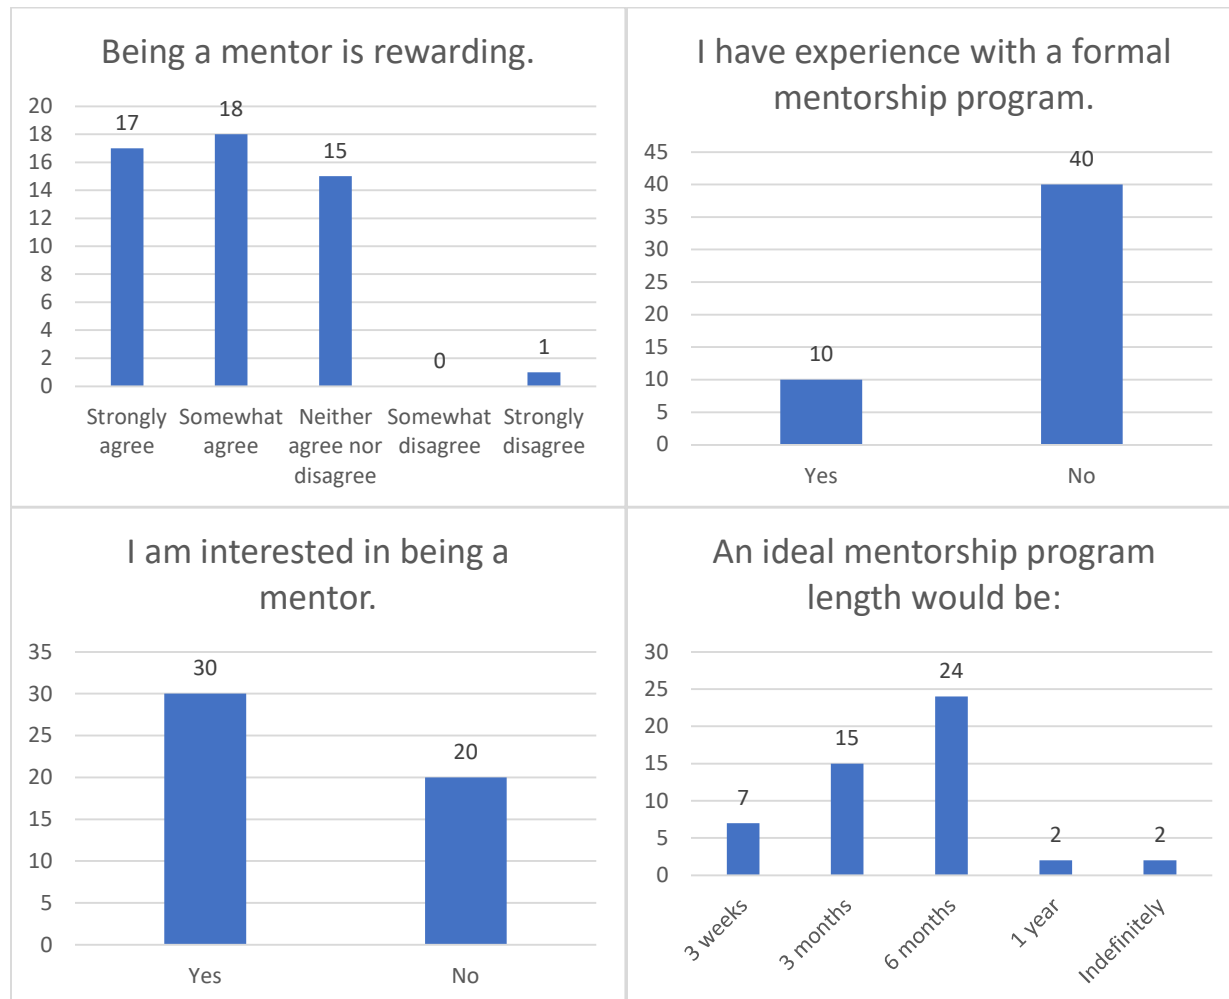 Being a mentor is rewarding.
20
18
16
14
12
10
8
6
4
2
0
17
18
15
0
1
Strongly
agree
Somewhat
agree
Neither
agree nor
disagree
Somewhat
disagree
Strongly
disagree
I have experience with a formal
mentorship program.
45
40
35
30
25
20
15
10
5
0
10
40
Yes
No
I am interested in being a
mentor.
35
30
25
20
15
10
5
0
30
20
Yes
No
An ideal mentorship program
length would be:
30
25
20
15
10
5
0
7
15
24
2
2
3 weeks
3 months
6 months
1 year
Indefinitely